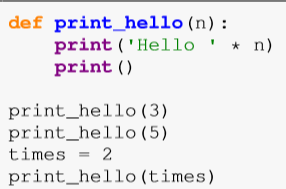 def print_hello(n):
    print('Hello ' * n)
    print()

print_hello(3)
print_hello(5)
times = 2
print_hello(times)